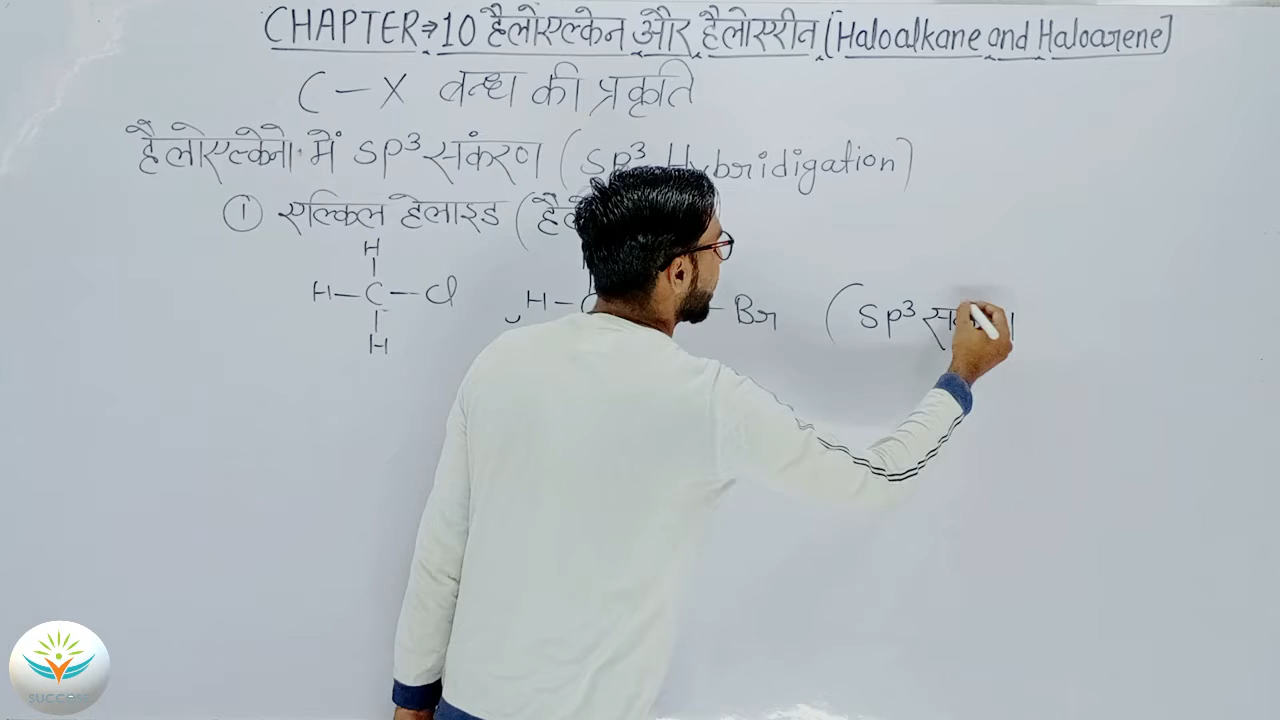 CHAPTER⇒10 हैलोएल्केन और हैलोएरीन (Haloalkane and Haloarene]
C – X बन्ध की प्रकृति
हैलोएल्केनो में SP³ संकरण ( SP³ Hybridigation)
① एल्किल हेलाइड (
H
H–C–Cl H–C –Br ( SP³
H
SUCCESS